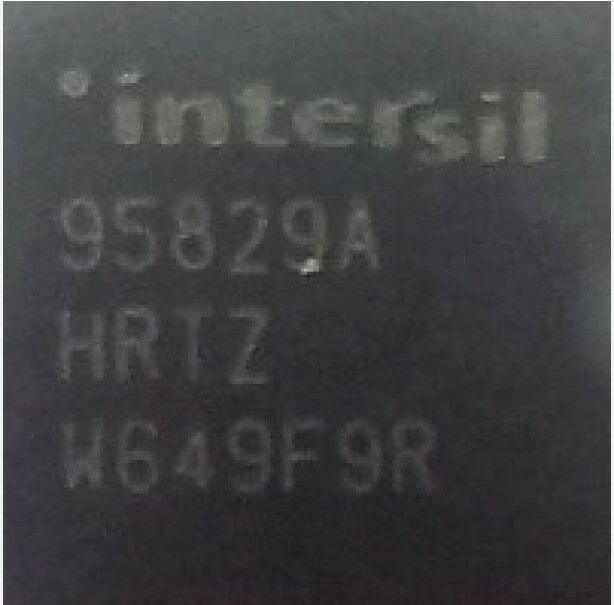 intersil
95829A
HRTZ
W649F9R